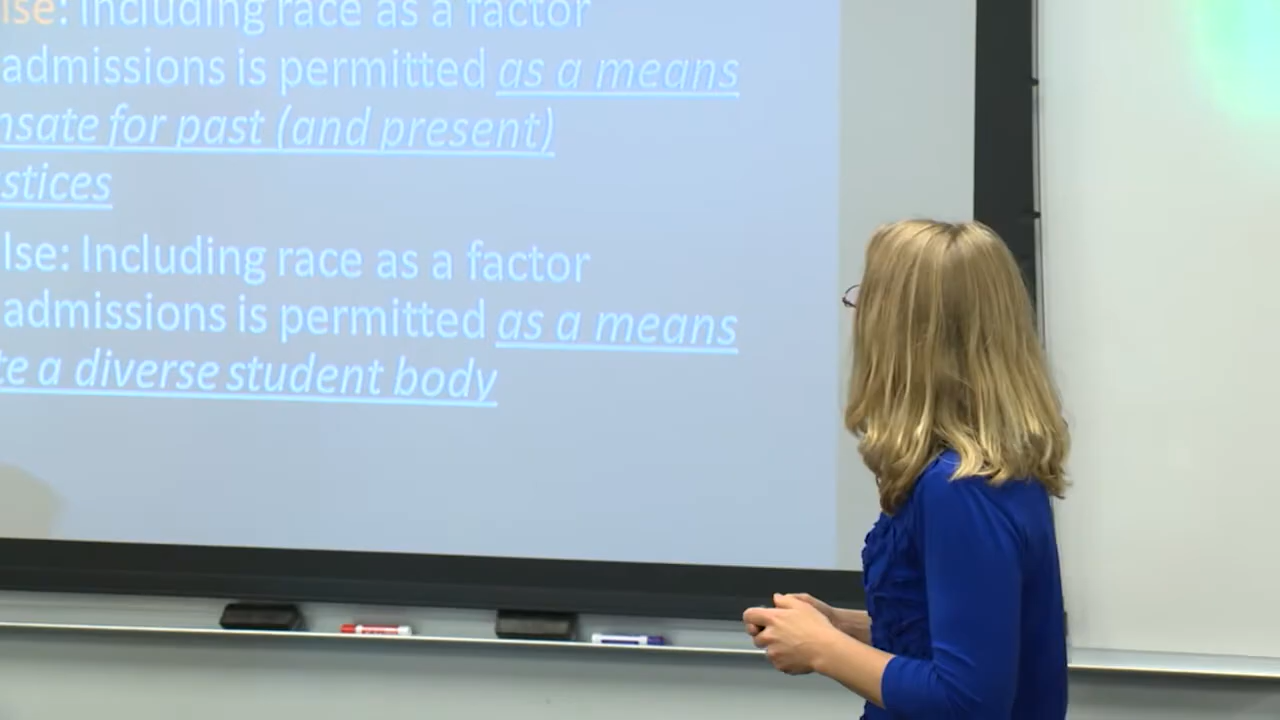 lse: Including race as a factor
admissions is permitted as a means
nsate for past (and present)
stices
lse: Including race as a factor
admissions is permitted as a means
te a diverse student body